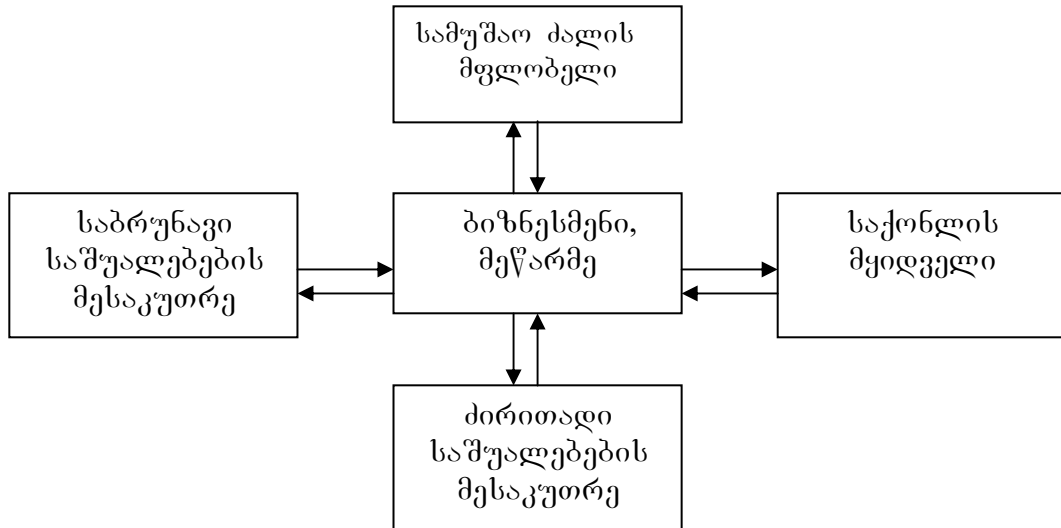 სამუშაო ძალის
მფლობელი
საბრუნავი
საშუალებების
მესაკუთრე
ბიზნესმენი,
მეწარმე
საქონლის
მყიდველი
ძირითადი
საშუალებების
მესაკუთრე